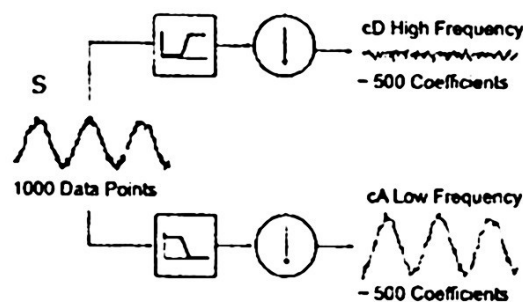 cD High Frequency
~ 500 Coefficients
S
1000 Data Points
cA Low Frequency
~ 500 Coefficients